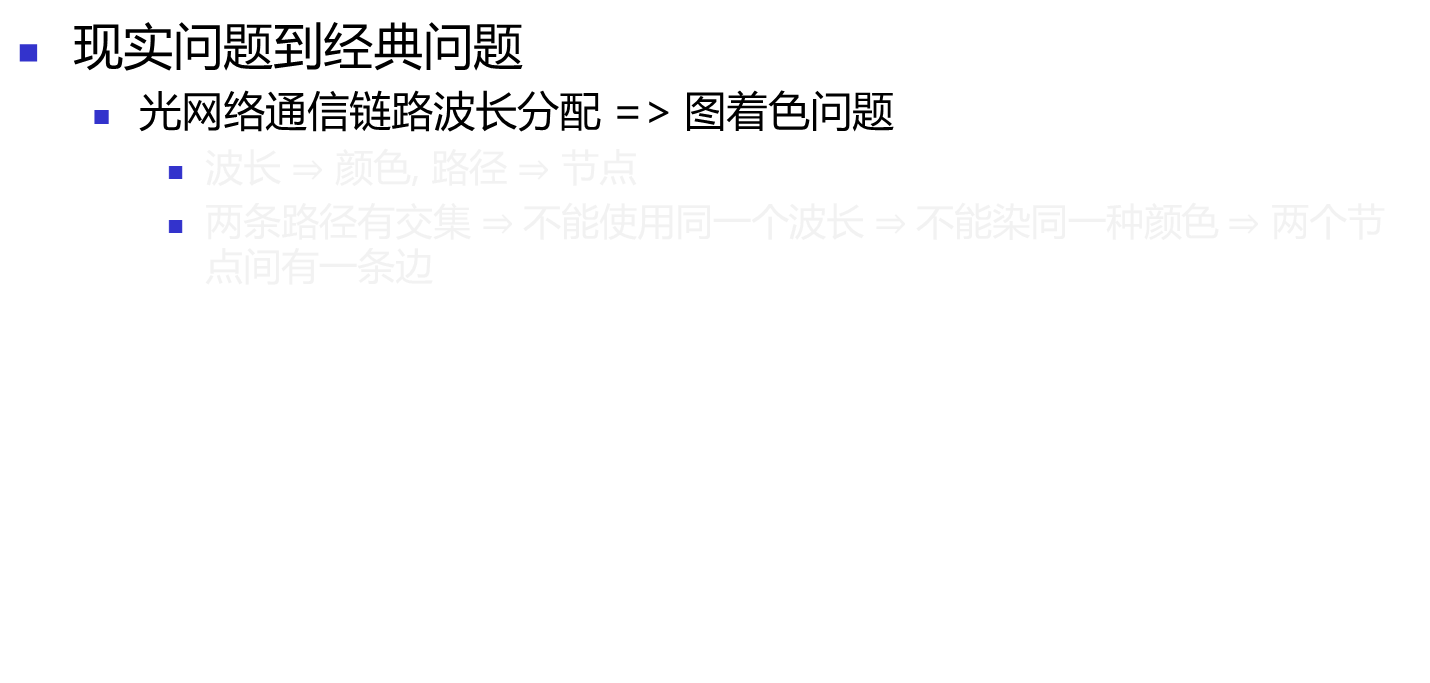 现实问题到经典问题
光网络通信链路波长分配 => 图着色问题
波长 ⇒ 颜色, 路径 ⇒ 节点
两条路径有交集 ⇒ 不能使用同一个波长 ⇒ 不能染同一种颜色 ⇒ 两个节
点间有一条边